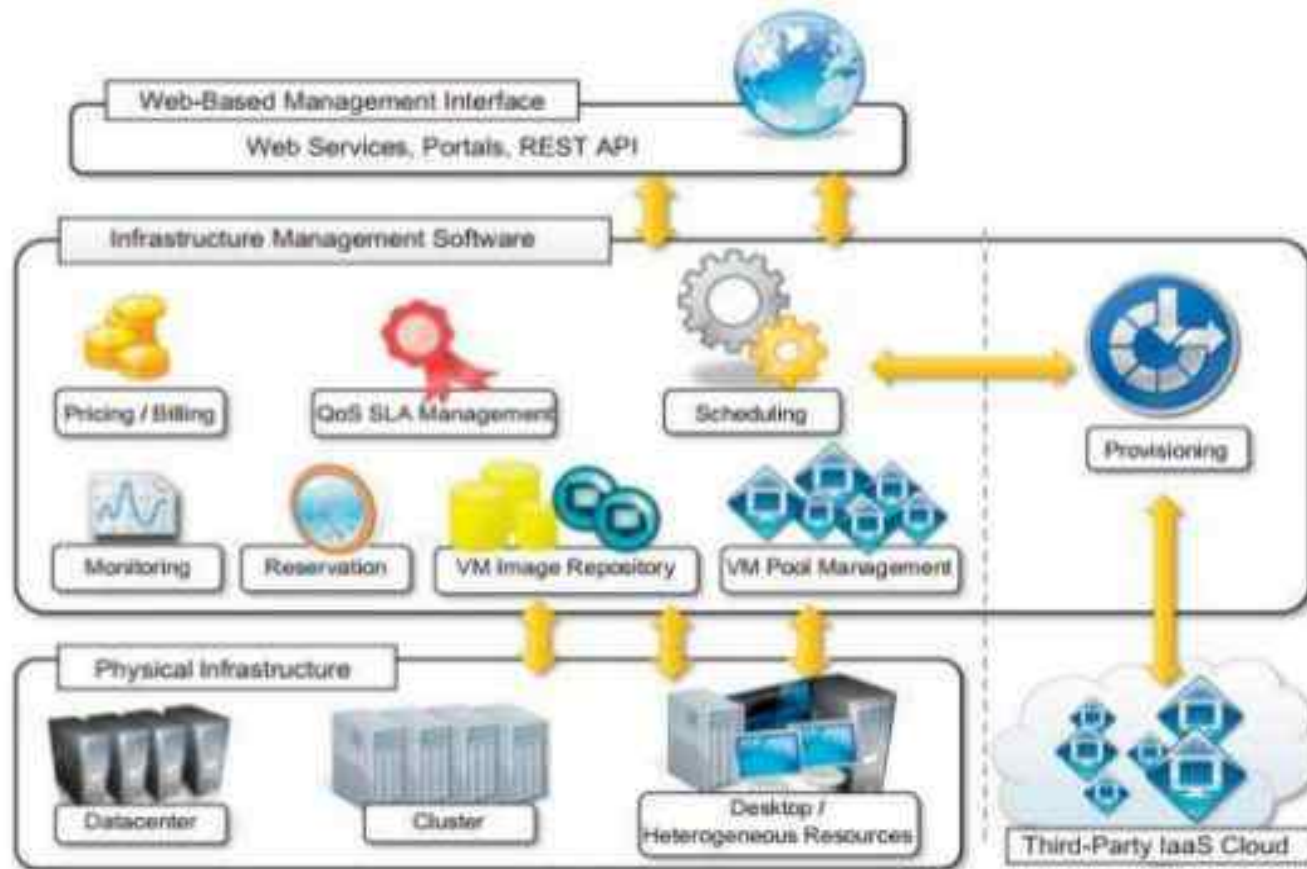 Web-Based Management Interface
Web Services, Portals, REST API
Infrastructure Management Software
Pricing / Billing
QoS SLA Management
Scheduling
Provisioning
Monitoring
Reservation
VM Image Repository
VM Pool Management
Physical Infrastructure
Datacenter
Cluster
Desktop /
Heterogeneous Resources
Third-Party IaaS Cloud